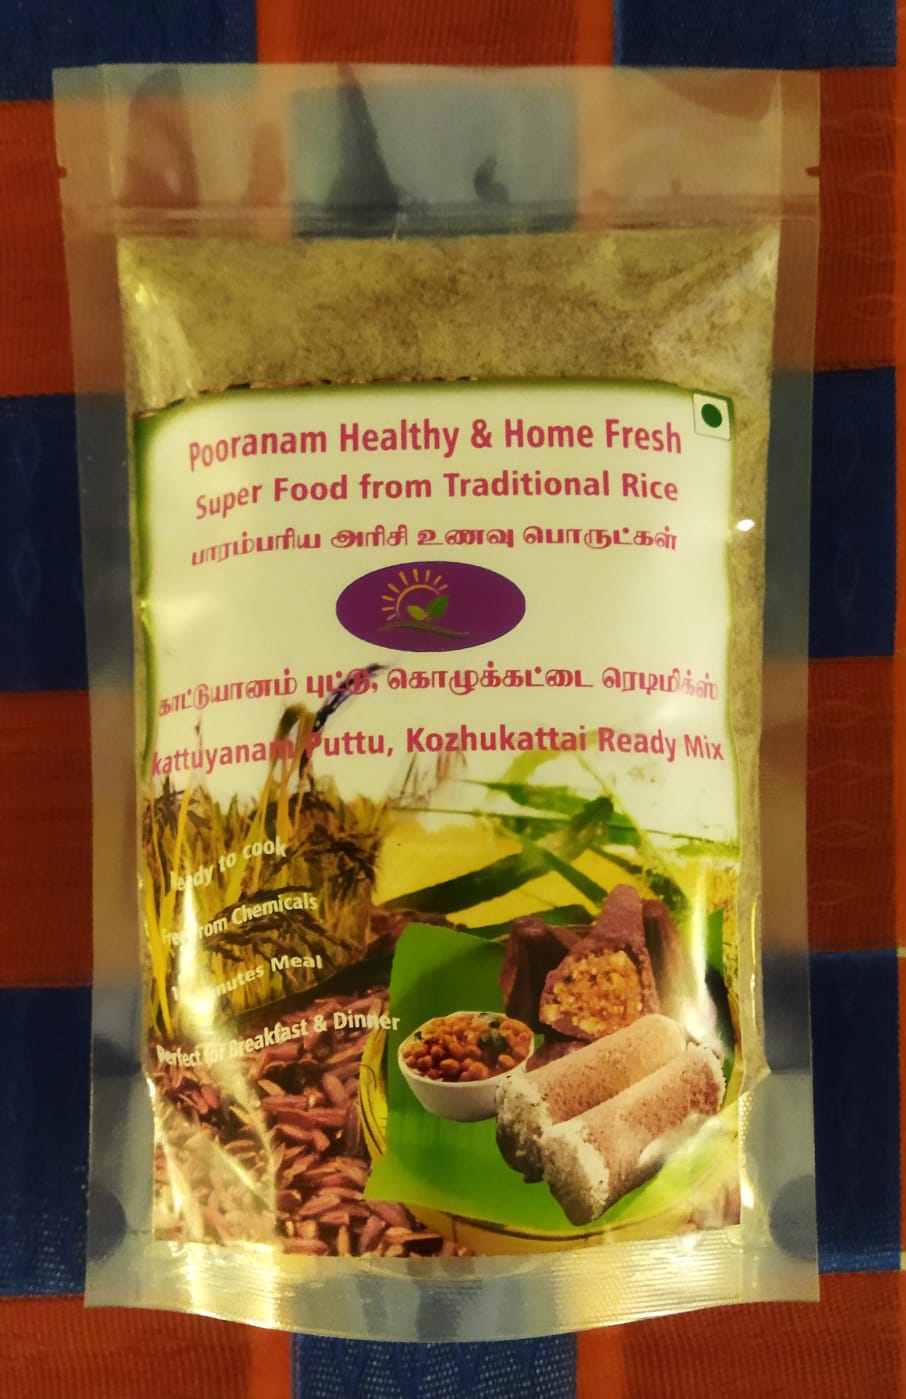 Pooranam Healthy & Home Fresh
Super Food from Traditional Rice
பாரம்பரிய அரிசி உணவு பொருட்கள்
காட்டுயானம் புட்டு, கொழுக்கட்டை ரெடிமிக்ஸ்
kattuyanam Puttu, Kozhukattai Ready Mix
Ready to cook
Free from Chemicals
Minutes Meal
Perfect for Breakfast & Dinner